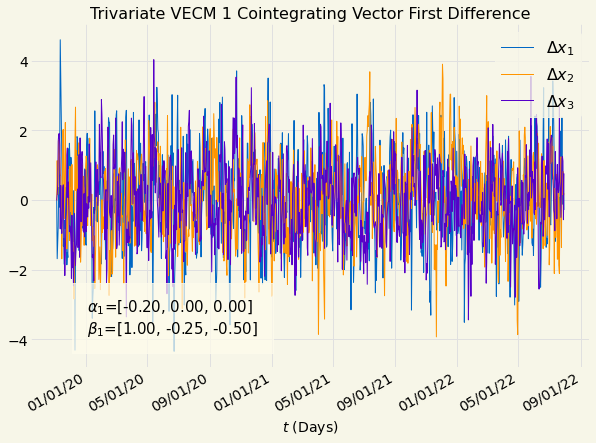 Trivariate VECM 1 Cointegrating Vector First Difference
Δx₁
Δx₂
Δx₃
4
2
0
−2
−4
α₁=[-0.20, 0.00, 0.00]
β₁=[1.00, -0.25, -0.50]
01/01/20 05/01/20 09/01/20 01/01/21 05/01/21 09/01/21 01/01/22 05/01/22 09/01/22
t (Days)